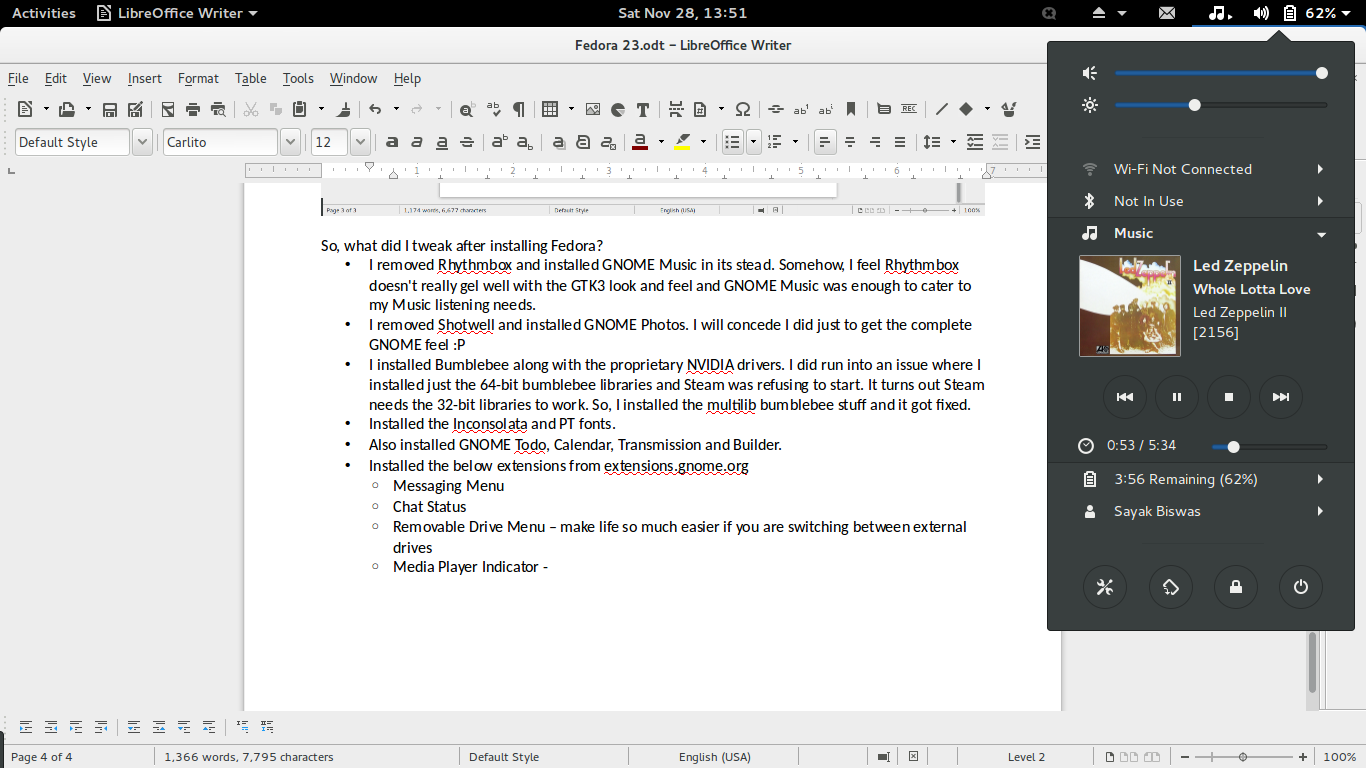 Activities LibreOffice Writer Sat Nov 28, 13:51 62%
Fedora 23.odt – LibreOffice Writer
File Edit View Insert Format Table Tools Window Help
Default Style Carlito 12
1 2 3 4 5 6 7
Page 3 of 3 1,174 words, 6,677 characters Default Style English (USA) 100%
So, what did I tweak after installing Fedora?
• I removed Rhythmbox and installed GNOME Music in its stead. Somehow, I feel Rhythmbox
doesn't really gel well with the GTK3 look and feel and GNOME Music was enough to cater to
my Music listening needs.
• I removed Shotwell and installed GNOME Photos. I will concede I did just to get the complete
GNOME feel :P
• I installed Bumblebee along with the proprietary NVIDIA drivers. I did run into an issue where I
installed just the 64-bit bumblebee libraries and Steam was refusing to start. It turns out Steam
needs the 32-bit libraries to work. So, I installed the multilib bumblebee stuff and it got fixed.
• Installed the Inconsolata and PT fonts.
• Also installed GNOME Todo, Calendar, Transmission and Builder.
• Installed the below extensions from extensions.gnome.org
○ Messaging Menu
○ Chat Status
○ Removable Drive Menu – make life so much easier if you are switching between external
drives
○ Media Player Indicator -
Wi-Fi Not Connected
Not In Use
Music
Led Zeppelin
Whole Lotta Love
Led Zeppelin II
[2156]
0:53 / 5:34
3:56 Remaining (62%)
Sayak Biswas
Page 4 of 4 1,366 words, 7,795 characters Default Style English (USA) Level 2 100%